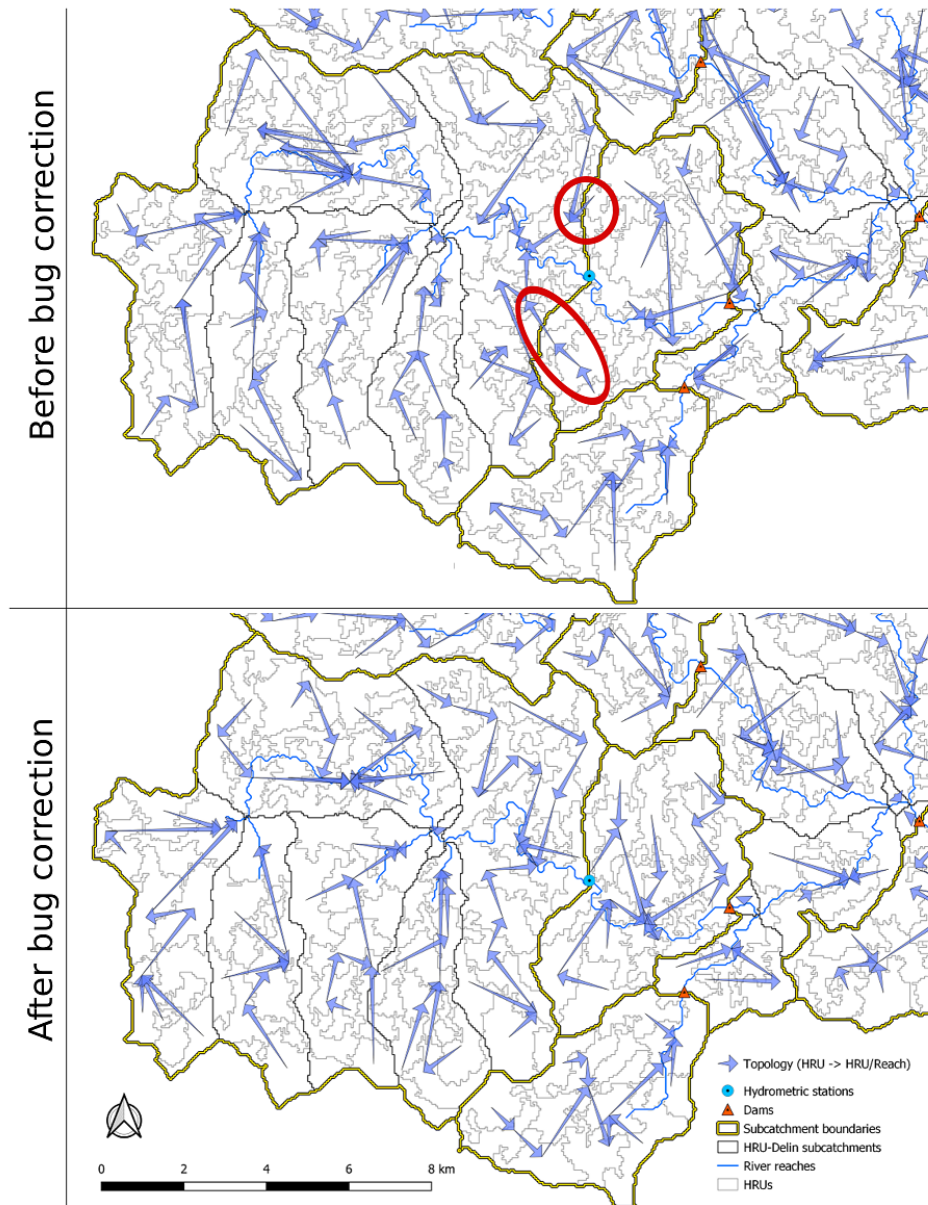 Before bug correction
After bug correction
Topology (HRU -> HRU/Reach)
Hydrometric stations
Dams
Subcatchment boundaries
HRU-Delin subcatchments
River reaches
HRUs
0 2 4 6 8 km